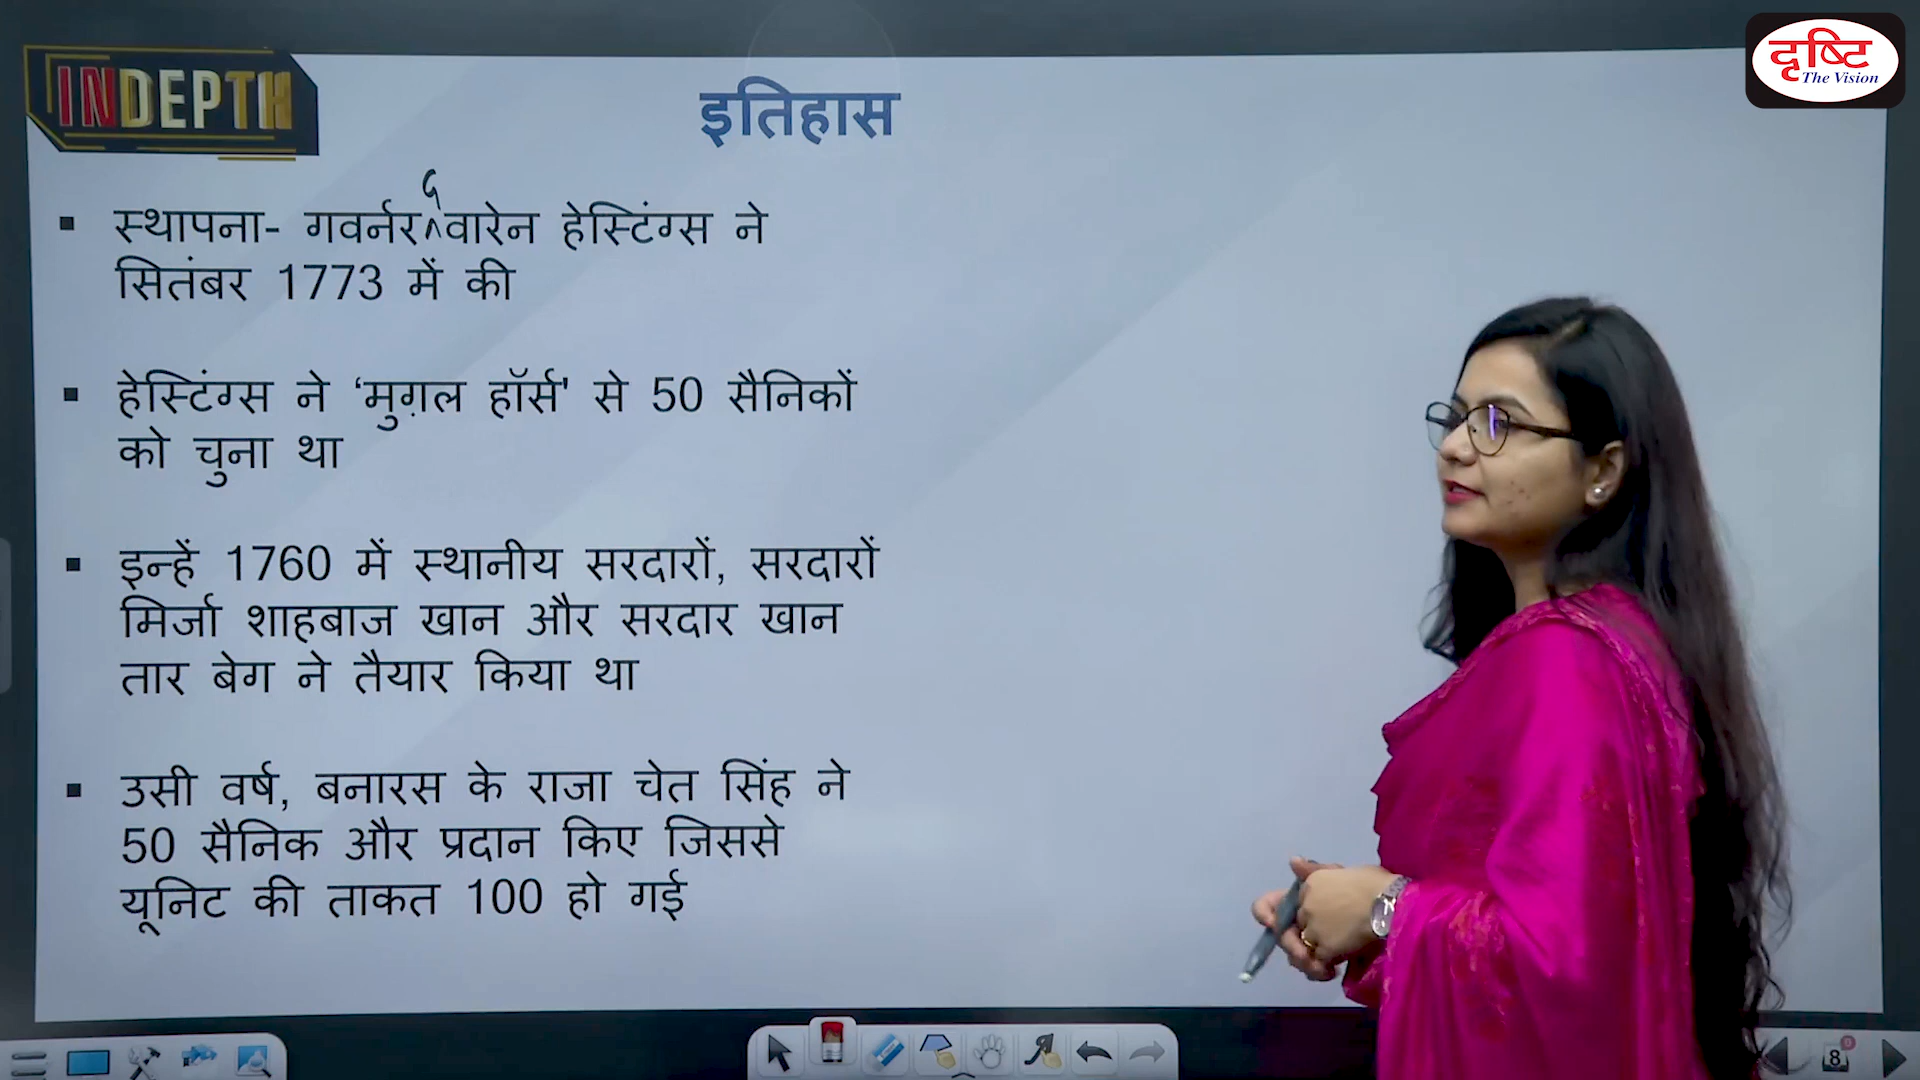 INDEPTH
दृष्टि
The Vision
इतिहास
स्थापना- गवर्नर वारेन हेस्टिंग्स ने
सितंबर 1773 में की
हेस्टिंग्स ने ‘मुग़ल हॉर्स' से 50 सैनिकों
को चुना था
इन्हें 1760 में स्थानीय सरदारों, सरदारों
मिर्जा शाहबाज खान और सरदार खान
तार बेग ने तैयार किया था
उसी वर्ष, बनारस के राजा चेत सिंह ने
50 सैनिक और प्रदान किए जिससे
यूनिट की ताकत 100 हो गई
8